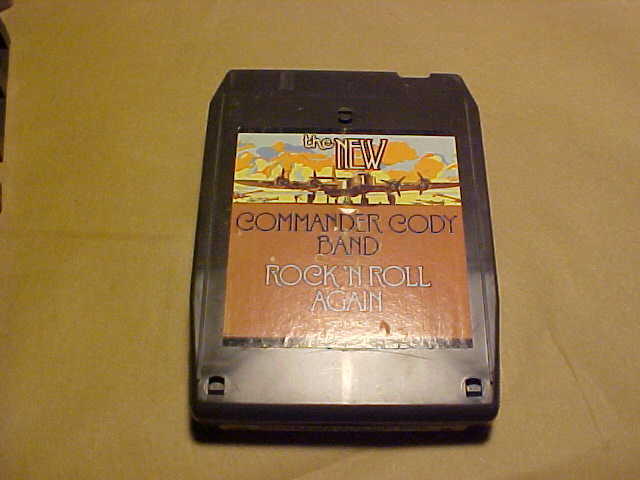 the NEW
COMMANDER CODY
BAND
ROCK 'N ROLL
AGAIN